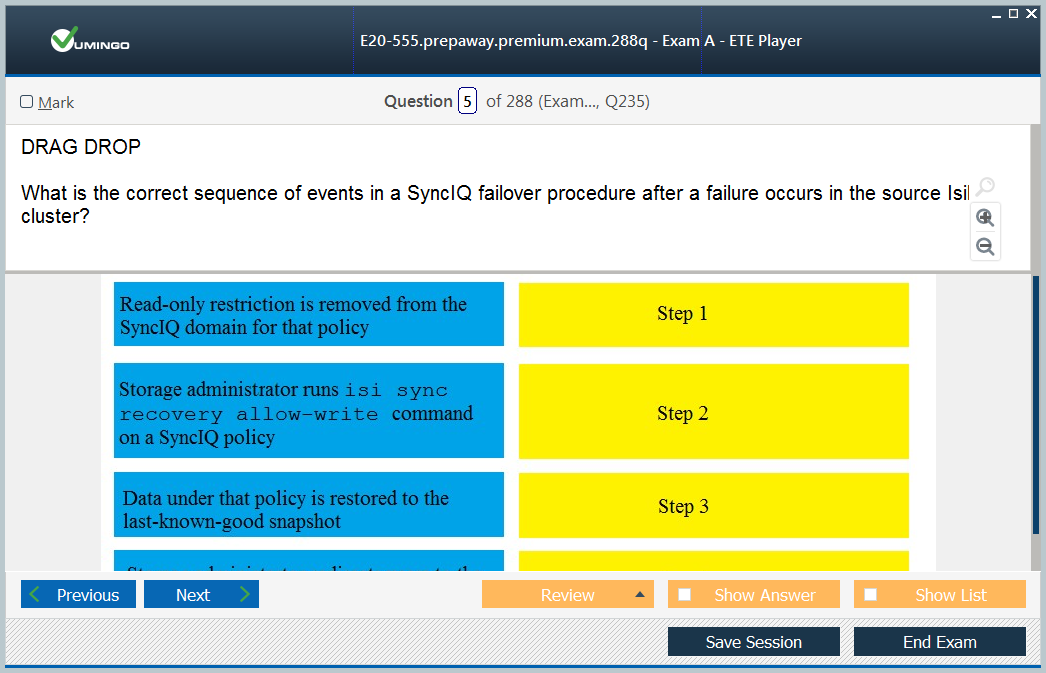 VUMINGO
E20-555.prepaway.premium.exam.288q - Exam A - ETE Player
Mark
Question 5 of 288 (Exam..., Q235)
DRAG DROP
What is the correct sequence of events in a SyncIQ failover procedure after a failure occurs in the source
cluster?
Read-only restriction is removed from the
SyncIQ domain for that policy
Step 1
Storage administrator runs isi sync
recovery allow-write command
on a SyncIQ policy
Step 2
Data under that policy is restored to the
last-known-good snapshot
Step 3
Previous
Next
Review
Show Answer
Show List
Save Session
End Exam